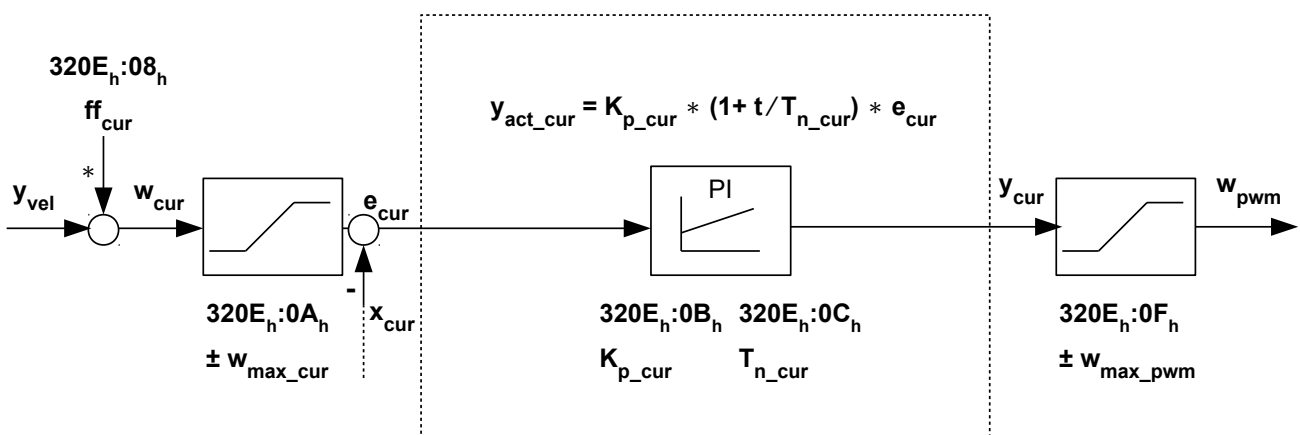 320Eh:08h
ffcur
yact_cur = Kp_cur * (1+ t/Tn_cur) * ecur
*
yvel
wcur
ecur
PI
ycur
wpwm
-
xcur
320Eh:0Ah
± wmax_cur
320Eh:0Bh 320Eh:0Ch
Kp_cur Tn_cur
320Eh:0Fh
± wmax_pwm